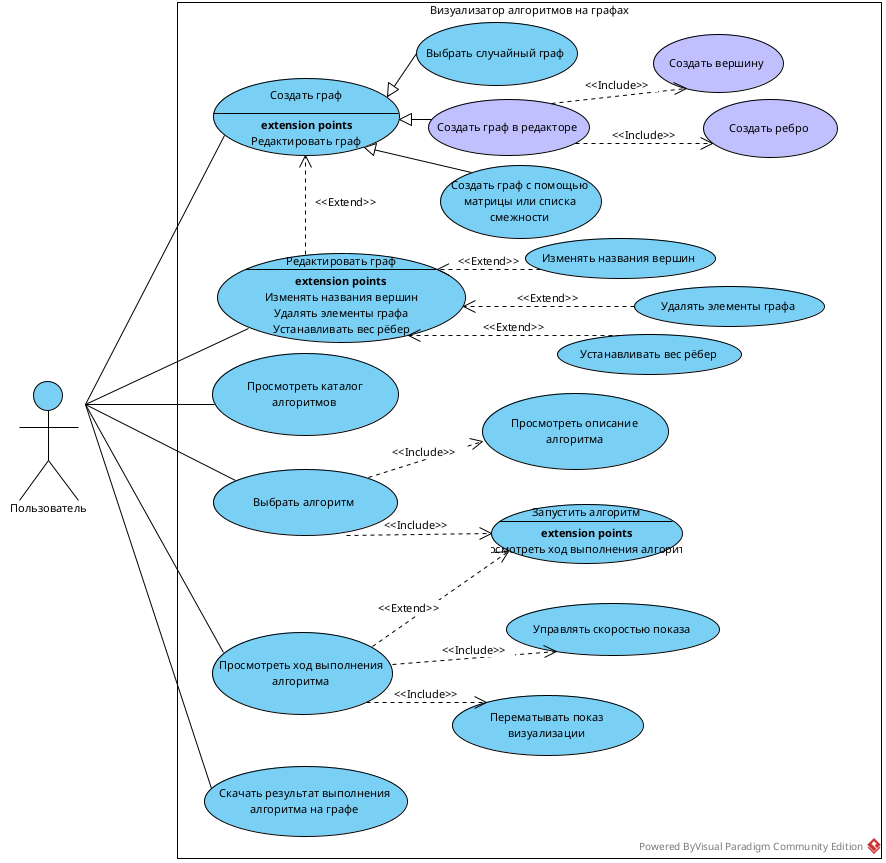 Визуализатор алгоритмов на графах
Выбрать случайный граф
Создать вершину
<<Include>>
Создать граф
extension points
Редактировать граф
Создать граф в редакторе
<<Include>>
Создать ребро
Создать граф с помощью
матрицы или списка
смежности
<<Extend>>
Редактировать граф
extension points
Изменять названия вершин
Удалять элементы графа
Устанавливать вес рёбер
<<Extend>>
Изменять названия вершин
<<Extend>>
Удалять элементы графа
<<Extend>>
Устанавливать вес рёбер
Просмотреть каталог
алгоритмов
Пользователь
Просмотреть описание
алгоритма
<<Include>>
Выбрать алгоритм
<<Include>>
Запустить алгоритм
extension points
ход выполнения
<<Extend>>
Управлять скоростью показа
<<Include>>
Просмотреть ход выполнения
алгоритма
<<Include>>
Перематывать показ
визуализации
Скачать результат выполнения
алгоритма на графе
Powered ByVisual Paradigm Community Edition